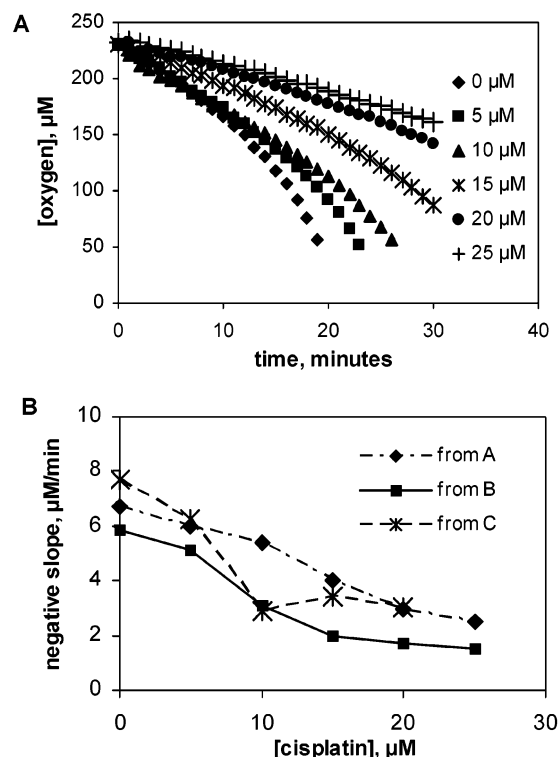 A
250
200
150
100
50
0
[oxygen], µM
0 10 20 30 40
time, minutes
0 µM
5 µM
10 µM
15 µM
20 µM
25 µM
B
10
8
6
4
2
0
negative slope, µM/min
0 10 20 30
[cisplatin], µM
from A
from B
from C